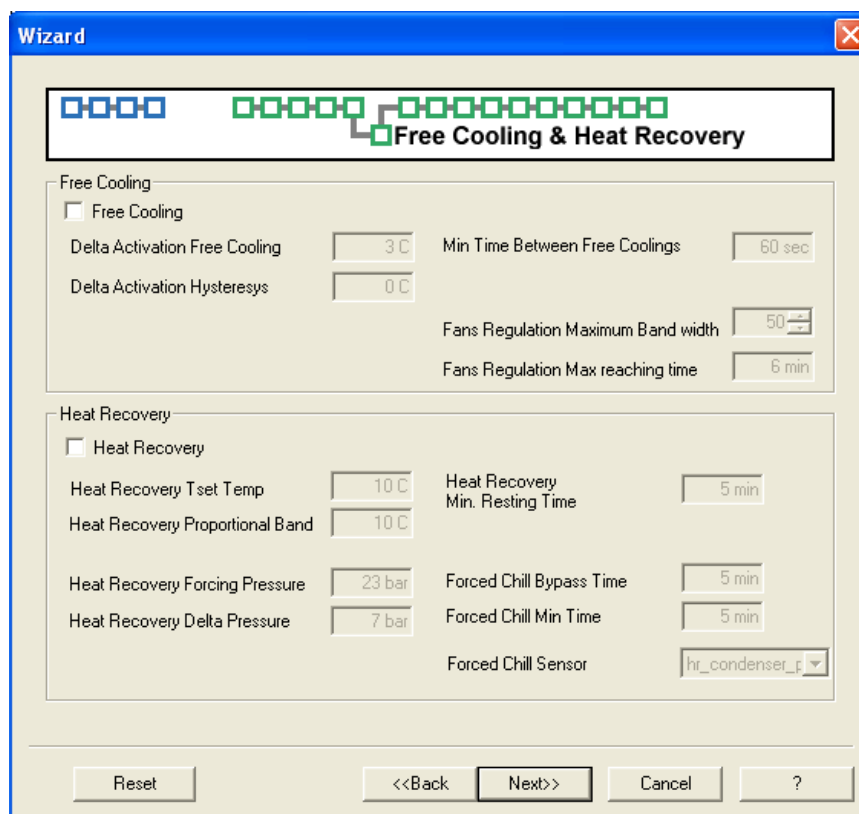 Wizard
Free Cooling & Heat Recovery
Free Cooling
Free Cooling
Delta Activation Free Cooling 3 C Min Time Between Free Coolings 60 sec
Delta Activation Hysteresys 0 C
Fans Regulation Maximum Band width 50
Fans Regulation Max reaching time 6 min
Heat Recovery
Heat Recovery
Heat Recovery Tset Temp 10 C Heat Recovery
Min. Resting Time 5 min
Heat Recovery Proportional Band 10 C
Heat Recovery Forcing Pressure 23 bar Forced Chill Bypass Time 5 min
Heat Recovery Delta Pressure 7 bar Forced Chill Min Time 5 min
Forced Chill Sensor hr_condenser_p
Reset <<Back Next>> Cancel ?